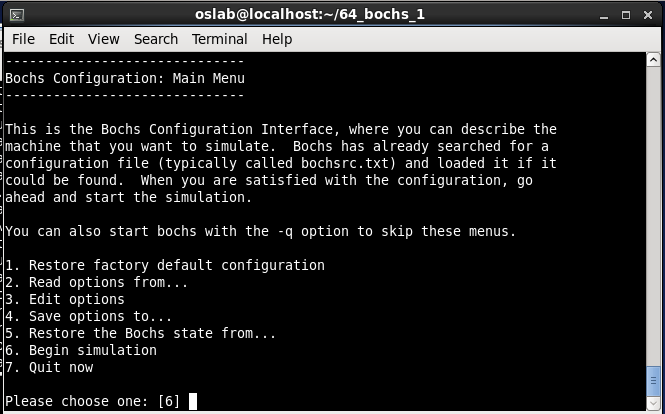 oslab@localhost:~/64_bochs_1
File Edit View Search Terminal Help
------------------------------
Bochs Configuration: Main Menu
------------------------------
This is the Bochs Configuration Interface, where you can describe the
machine that you want to simulate.  Bochs has already searched for a
configuration file (typically called bochsrc.txt) and loaded it if it
could be found.  When you are satisfied with the configuration, go
ahead and start the simulation.
You can also start bochs with the -q option to skip these menus.
1. Restore factory default configuration
2. Read options from...
3. Edit options
4. Save options to...
5. Restore the Bochs state from...
6. Begin simulation
7. Quit now
Please choose one: [6]